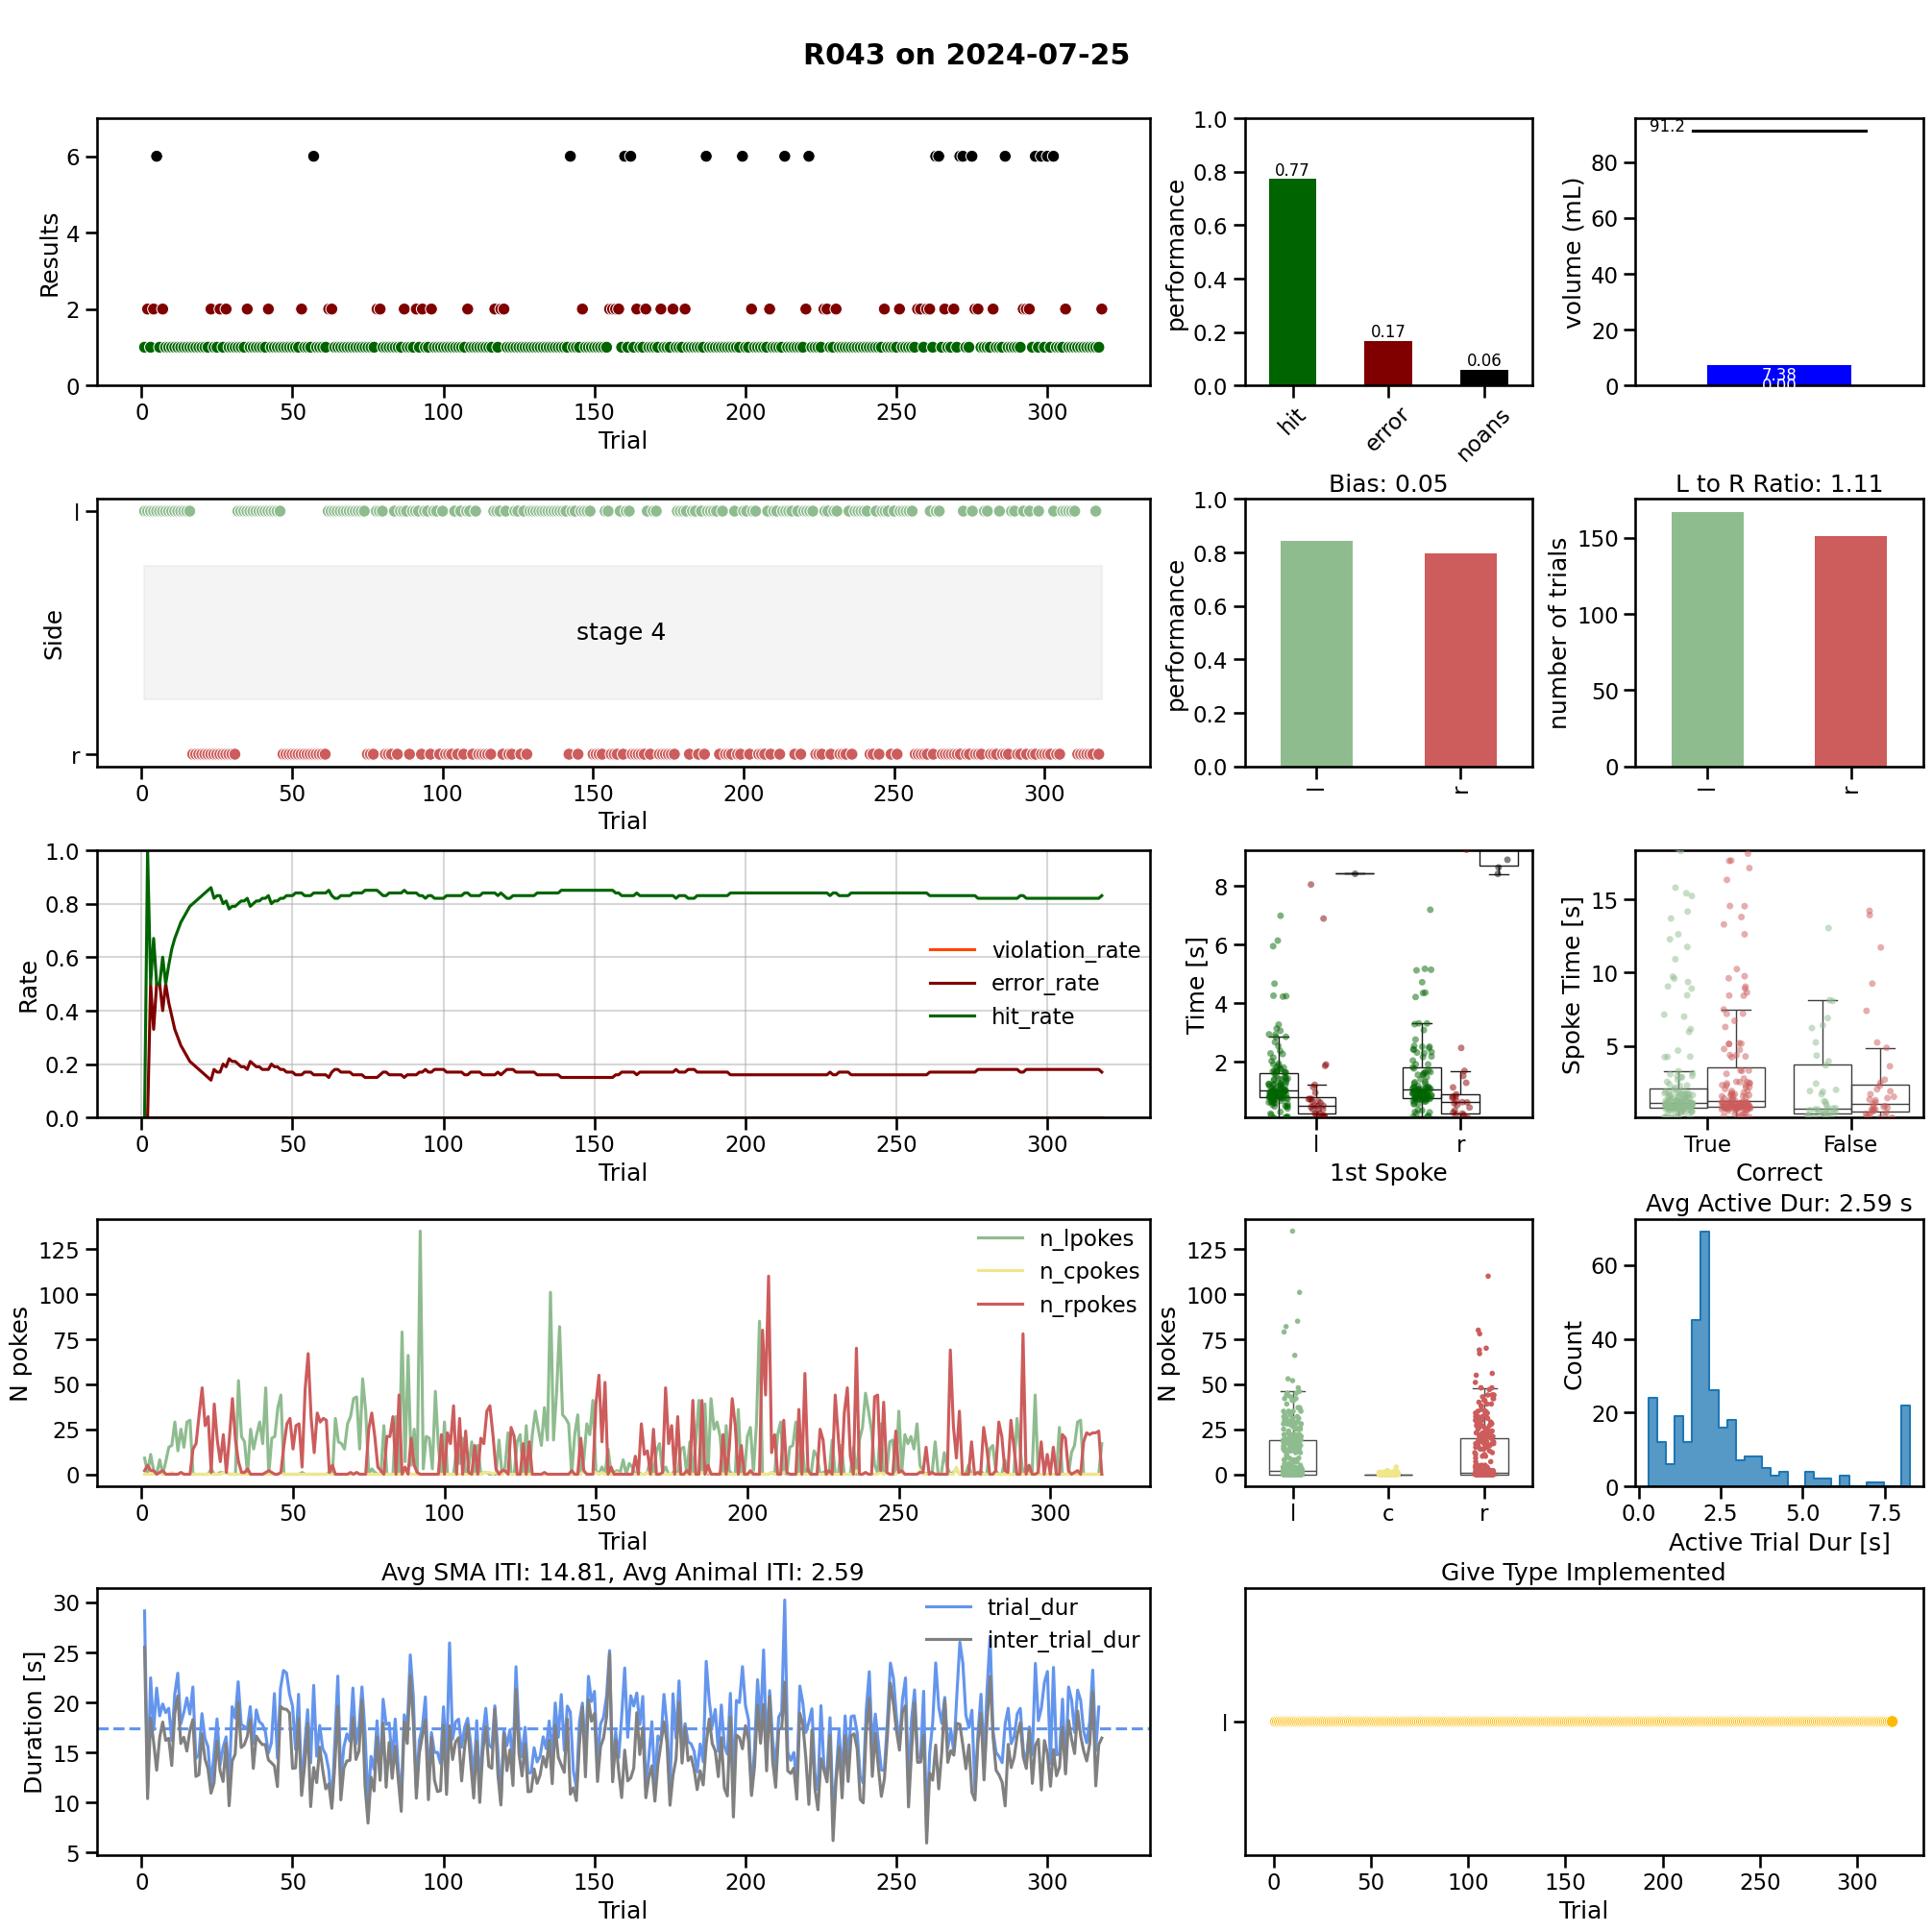 R043 on 2024-07-25
Results
6
4
2
0
0 50 100 150 200 250 300
Trial
performance
1.0
0.8
0.6
0.4
0.2
0.0
0.77
0.17
0.06
hit error noans
volume (mL)
80
60
40
20
0
91.2
7.38
0.00
Side
l
r
stage 4
0 50 100 150 200 250 300
Trial
Bias: 0.05
performance
1.0
0.8
0.6
0.4
0.2
0.0
l r
L to R Ratio: 1.11
number of trials
150
100
50
0
l r
Rate
1.0
0.8
0.6
0.4
0.2
0.0
violation_rate
error_rate
hit_rate
0 50 100 150 200 250 300
Trial
Time [s]
8
6
4
2
l r
1st Spoke
Spoke Time [s]
15
10
5
True False
Correct
N pokes
125
100
75
50
25
0
n_lpokes
n_cpokes
n_rpokes
0 50 100 150 200 250 300
Trial
N pokes
125
100
75
50
25
0
l c r
Avg Active Dur: 2.59 s
Count
60
40
20
0
0.0 2.5 5.0 7.5
Active Trial Dur [s]
Avg SMA ITI: 14.81, Avg Animal ITI: 2.59
Duration [s]
30
25
20
15
10
5
trial_dur
inter_trial_dur
0 50 100 150 200 250 300
Trial
Give Type Implemented
l
0 50 100 150 200 250 300
Trial